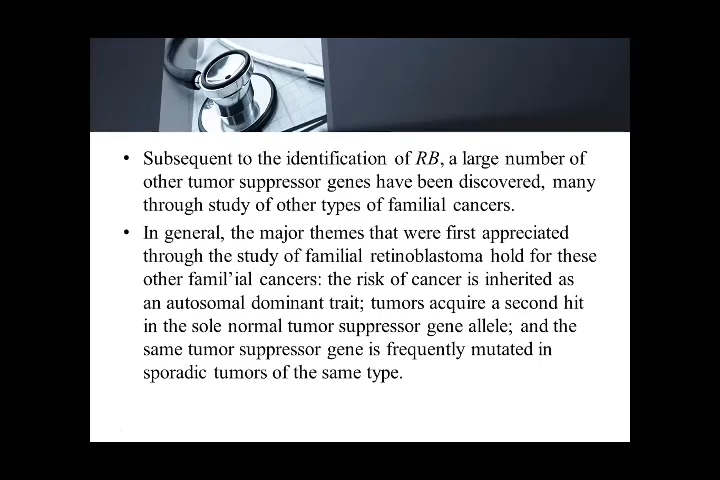 • Subsequent to the identification of RB, a large number of
other tumor suppressor genes have been discovered, many
through study of other types of familial cancers.
• In general, the major themes that were first appreciated
through the study of familial retinoblastoma hold for these
other famil’ial cancers: the risk of cancer is inherited as
an autosomal dominant trait; tumors acquire a second hit
in the sole normal tumor suppressor gene allele; and the
same tumor suppressor gene is frequently mutated in
sporadic tumors of the same type.